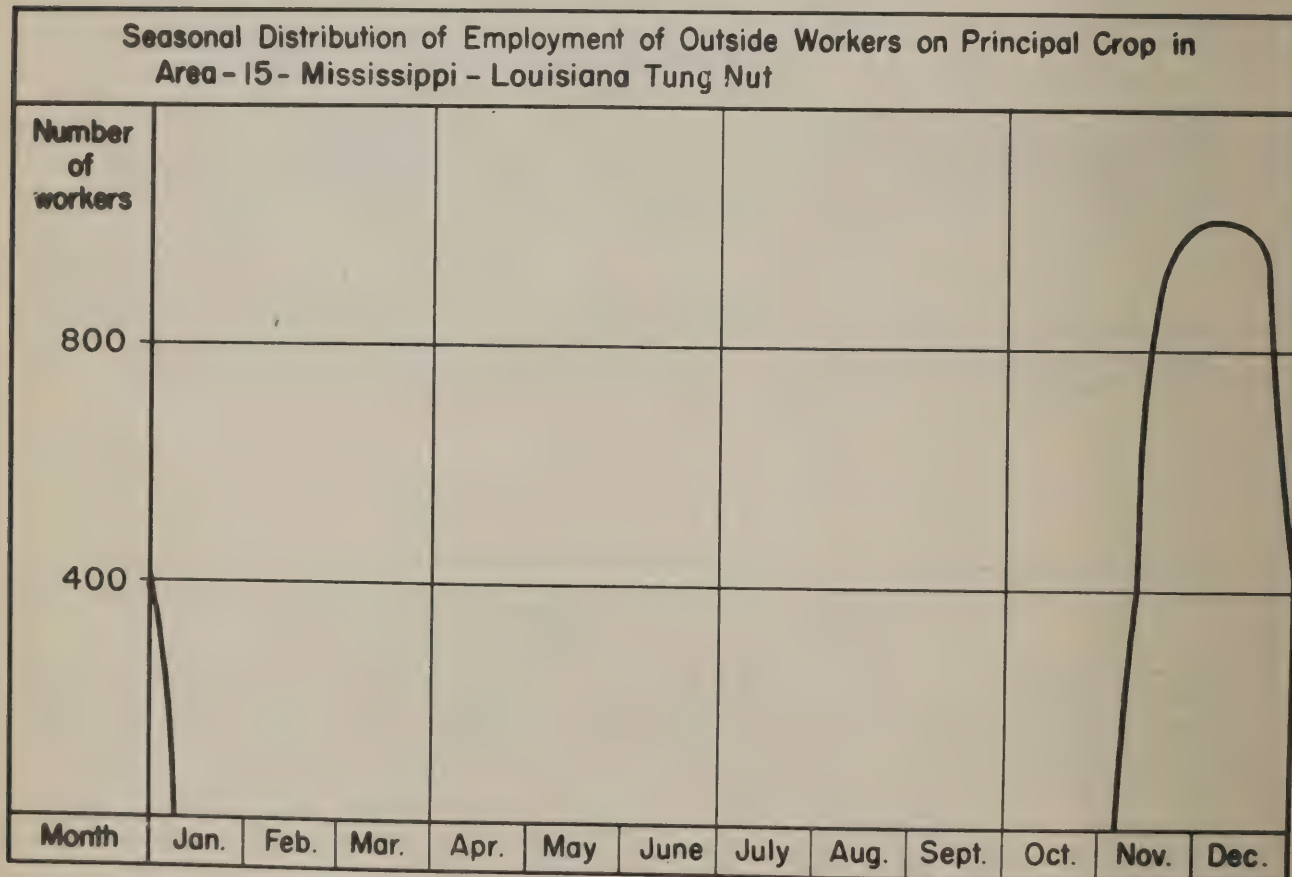 Seasonal Distribution of Employment of Outside Workers on Principal Crop in
Area-15-Mississippi-Louisiana Tung Nut
Number
of
workers
800
400
Month Jan. Feb. Mar. Apr. May June July Aug. Sept. Oct. Nov. Dec.